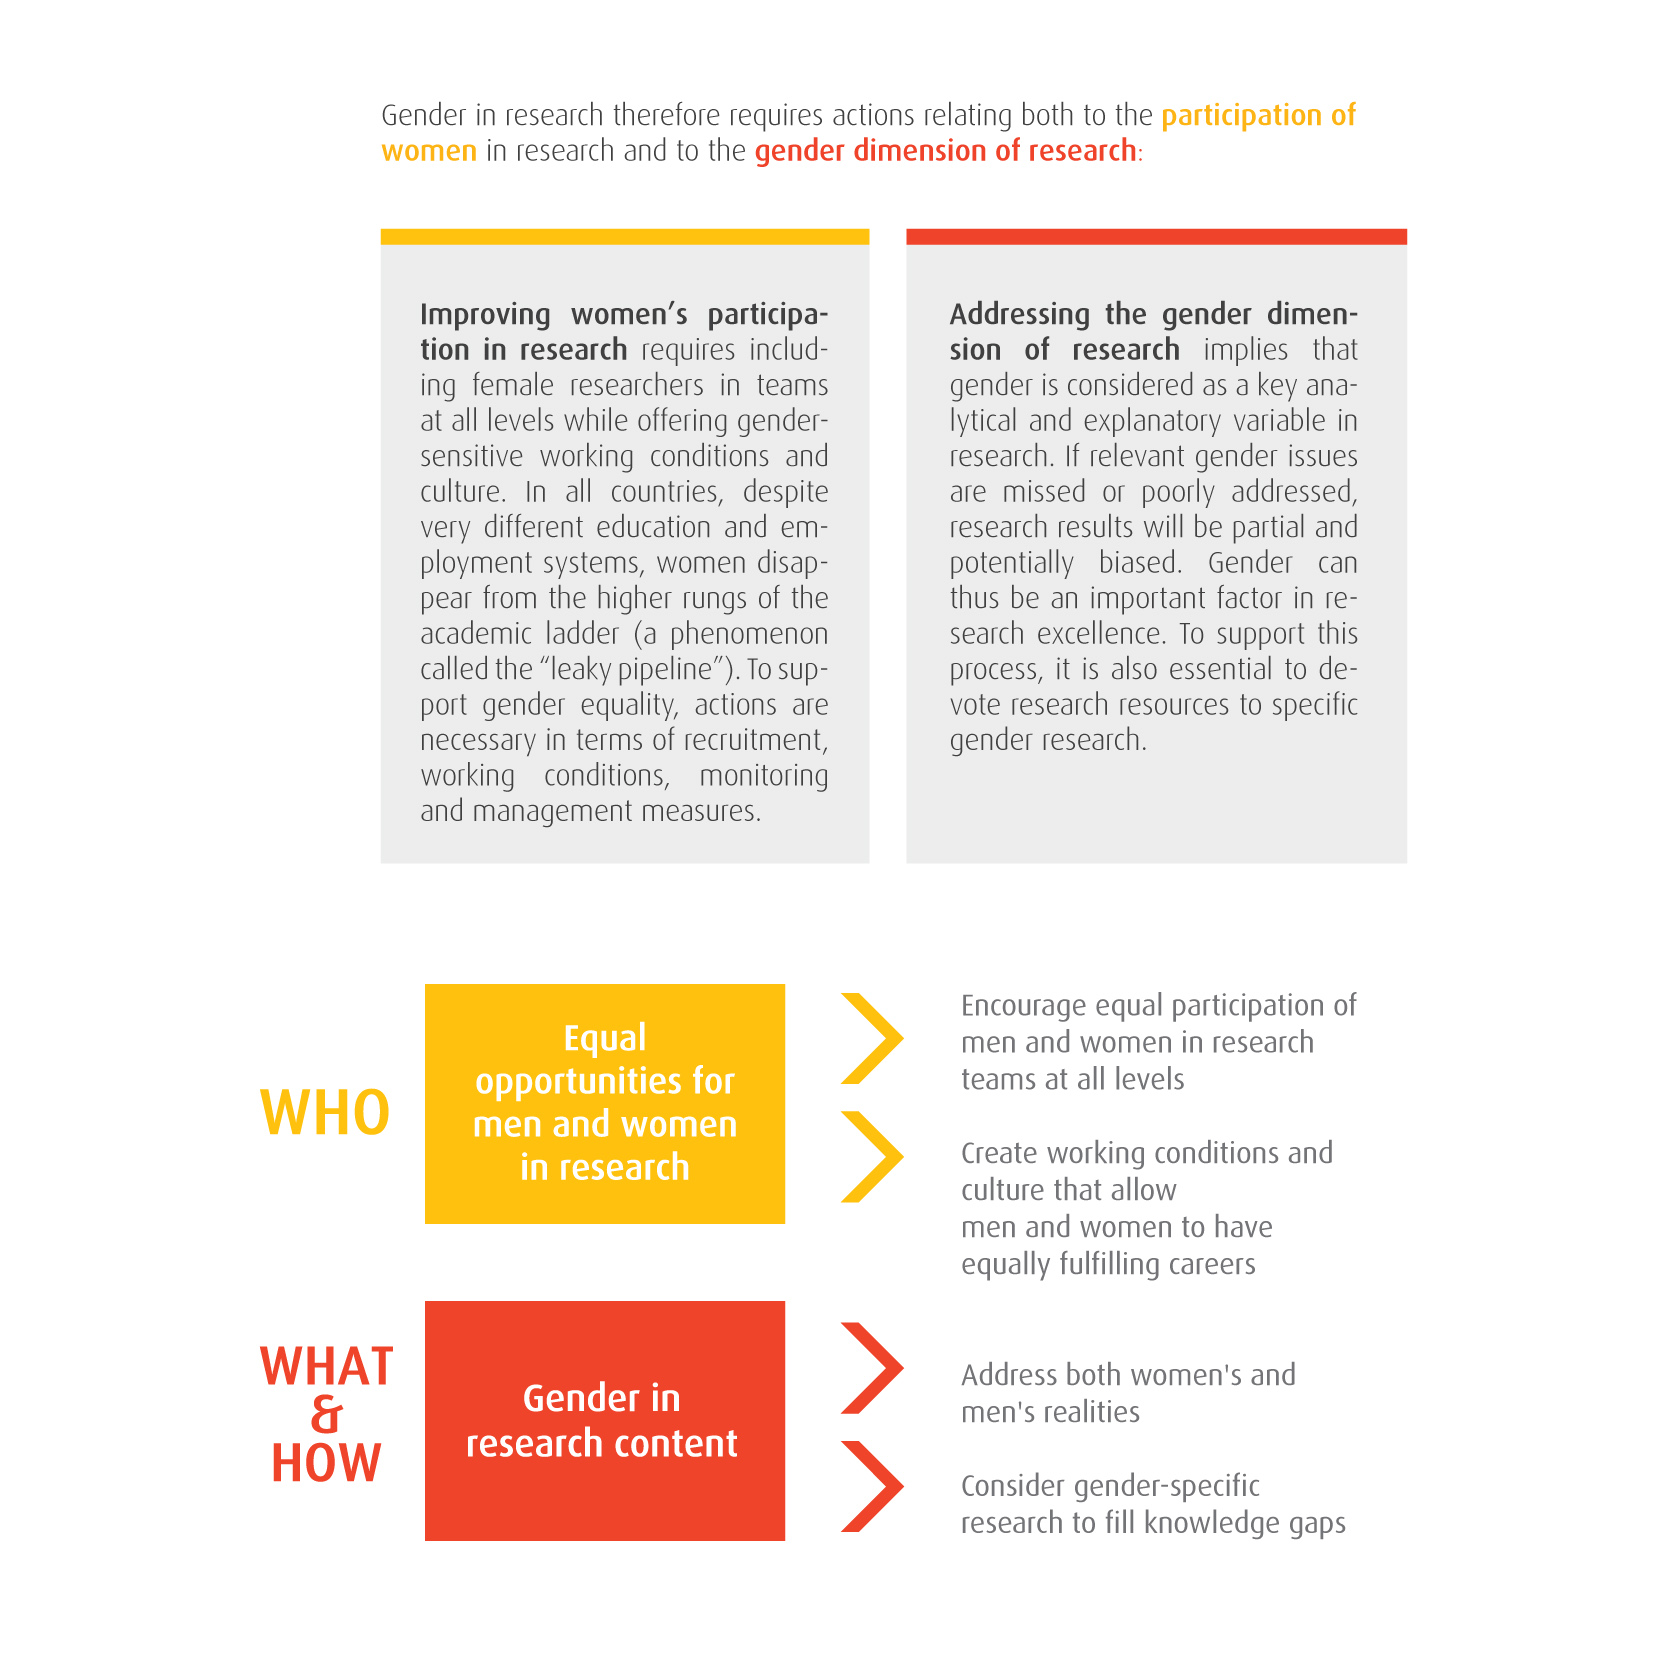 Gender in research therefore requires actions relating both to the participation of
women in research and to the gender dimension of research:
Improving women’s participa-
tion in research requires includ-
ing female researchers in teams
at all levels while offering gender-
sensitive working conditions and
culture. In all countries, despite
very different education and em-
ployment systems, women disap-
pear from the higher rungs of the
academic ladder (a phenomenon
called the “leaky pipeline”). To sup-
port gender equality, actions are
necessary in terms of recruitment,
working conditions, monitoring
and management measures.
Addressing the gender dimen-
sion of research implies that
gender is considered as a key ana-
lytical and explanatory variable in
research. If relevant gender issues
are missed or poorly addressed,
research results will be partial and
potentially biased. Gender can
thus be an important factor in re-
search excellence. To support this
process, it is also essential to de-
vote research resources to specific
gender research.
WHO
Equal
opportunities for
men and women
in research
Encourage equal participation of
men and women in research
teams at all levels
Create working conditions and
culture that allow
men and women to have
equally fulfilling careers
WHAT
&
HOW
Gender in
research content
Address both women's and
men's realities
Consider gender-specific
research to fill knowledge gaps